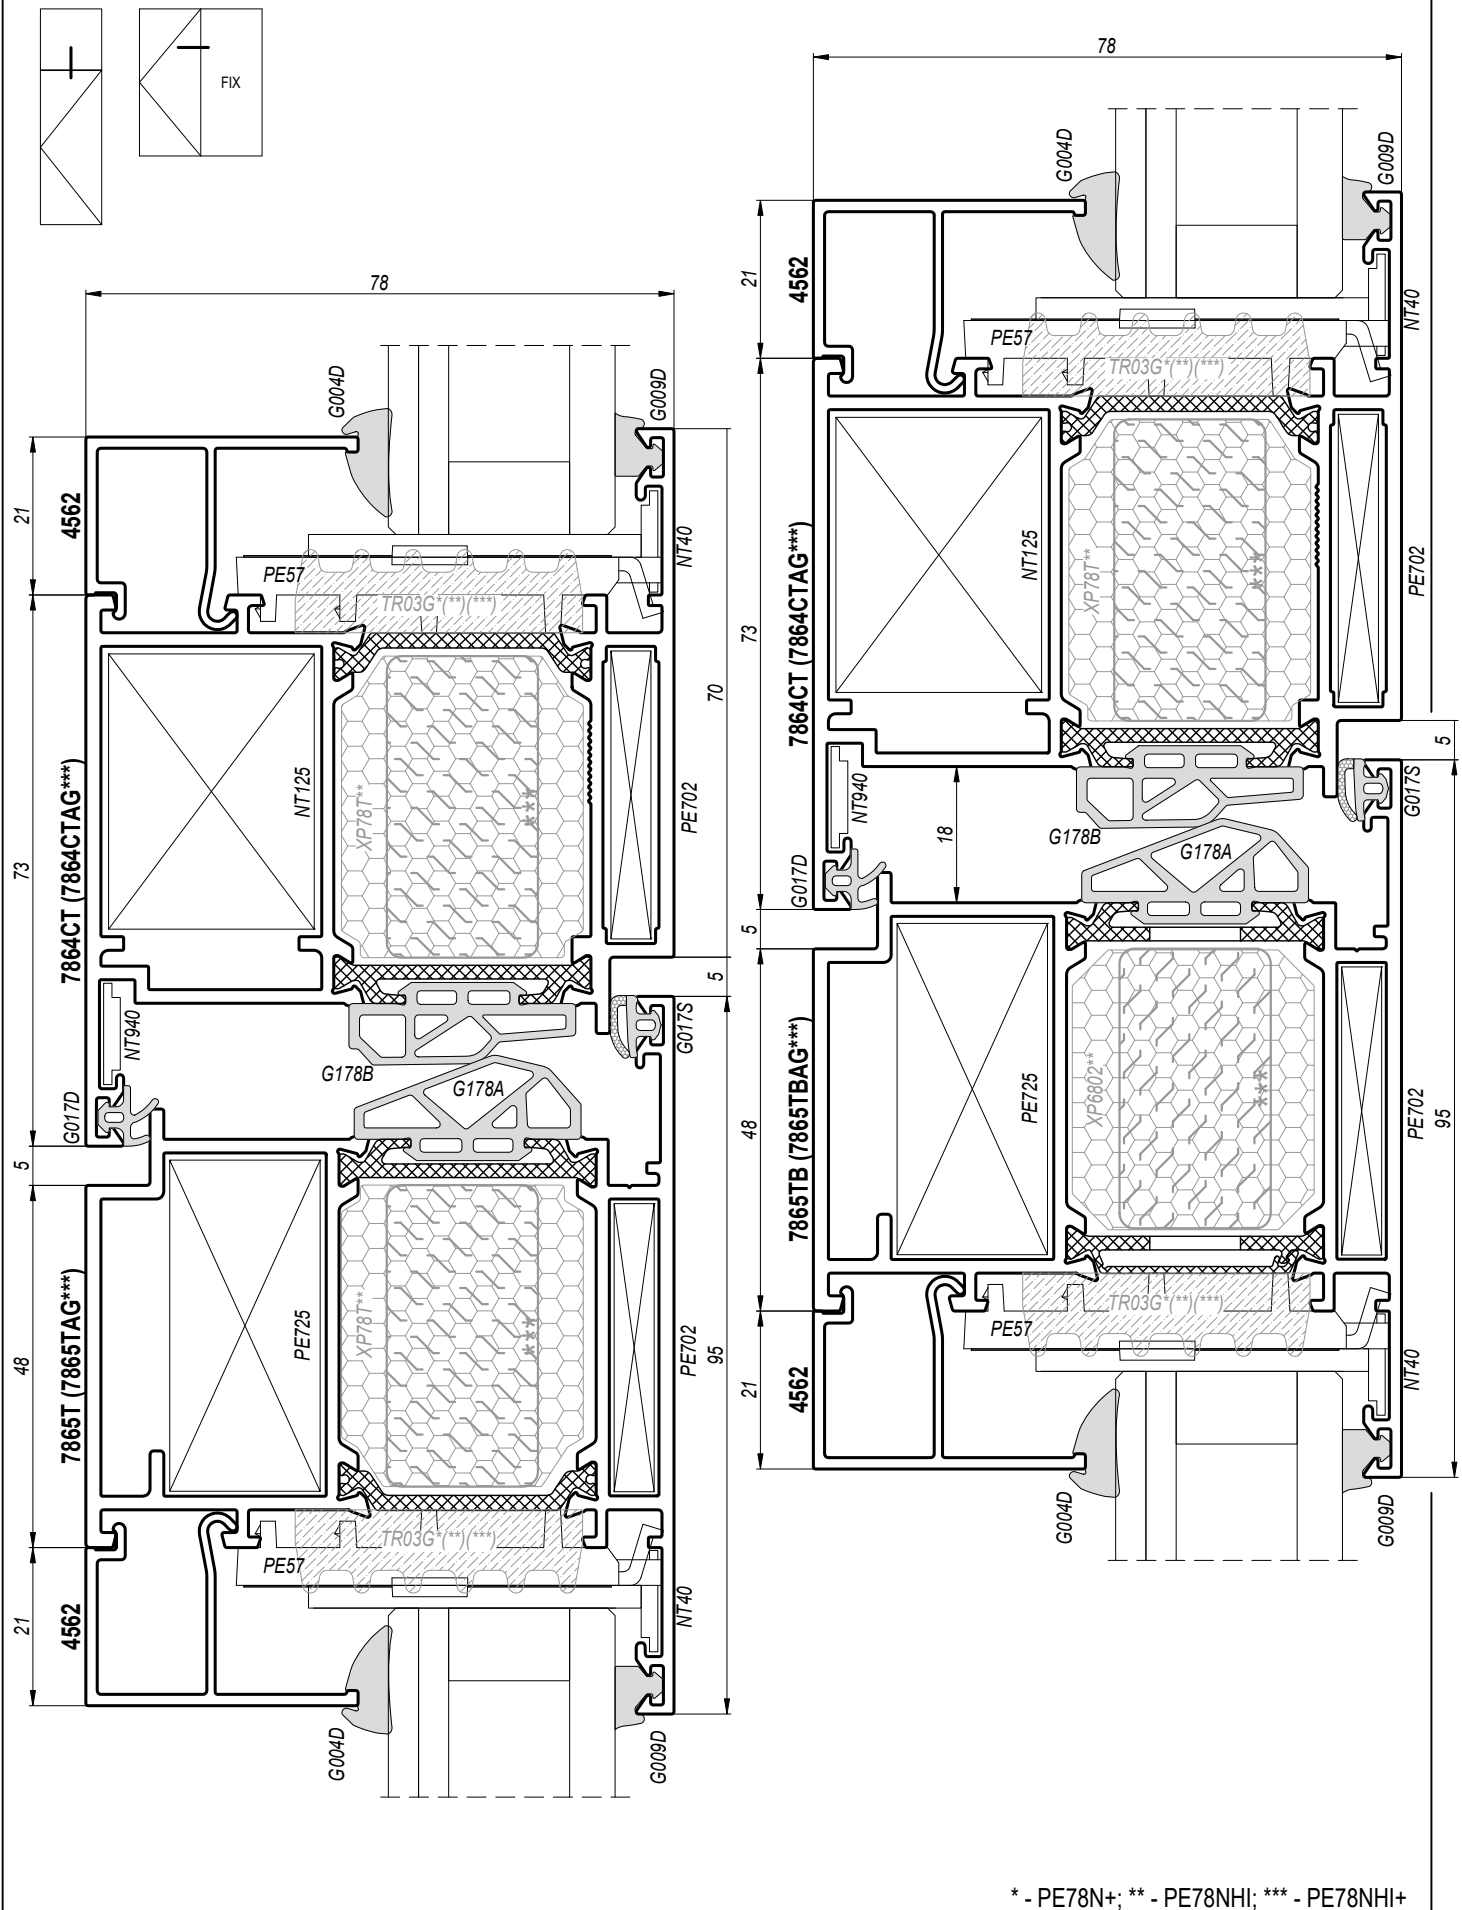 FIX
78
G004D
G009D
21
4562
NT40
PE57
TR03G*(**)(***)
7864CT (7864CTAG***)
73
NT125
XP78T**
***
PE702
70
5
NT940
G017S
G178B
G178A
G017D
5
7865T (7865TAG***)
48
PE725
XP78T**
***
PE702
95
TR03G*(**)(***)
PE57
21
4562
NT40
G004D
G009D
78
G004D
G009D
21
4562
NT40
PE57
TR03G*(**)(***)
7864CT (7864CTAG***)
73
NT125
XP78T**
***
PE702
5
NT940
G017S
18
G178B
G178A
G017D
5
7865TB (7865TBAG***)
48
PE725
XP6802**
***
PE702
95
TR03G*(**)(***)
PE57
21
4562
NT40
G004D
G009D
* - PE78N+; ** - PE78NHI; *** - PE78NHI+